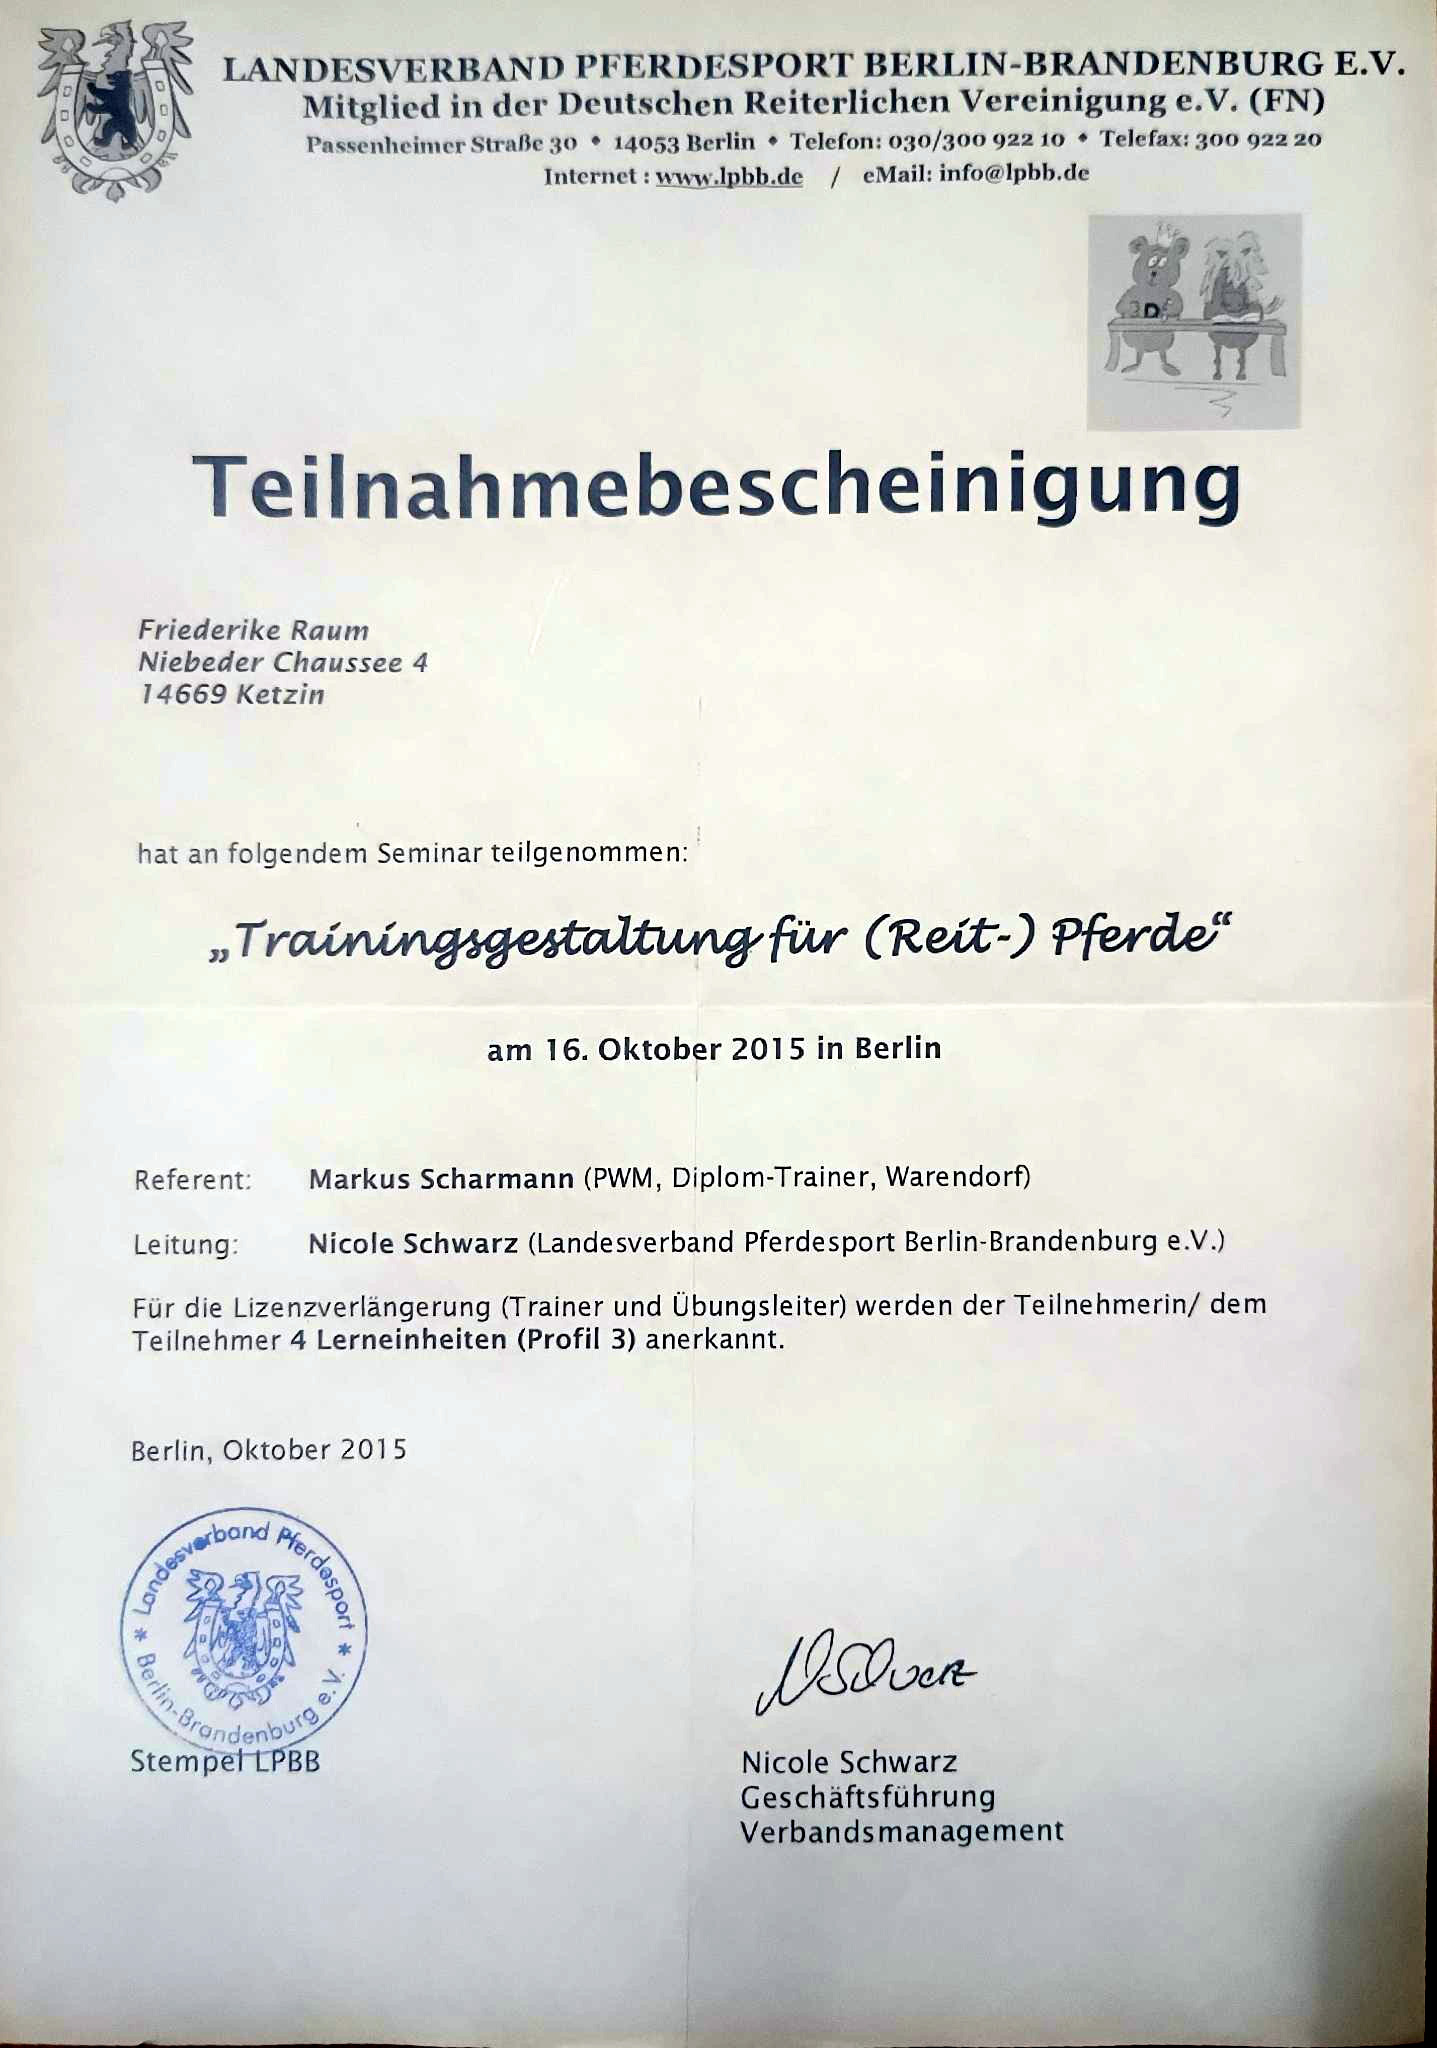 LANDESVERBAND PFERDESPORT BERLIN-BRANDENBURG E.V.
Mitglied in der Deutschen Reiterlichen Vereinigung e.V. (FN)
Passenheimer Straße 30 • 14053 Berlin • Telefon: 030/300 922 10 • Telefax: 300 922 20
Internet : www.lpbb.de / eMail: info@lpbb.de
D
Teilnahmebescheinigung
Friederike Raum
Niebeder Chaussee 4
14669 Ketzin
hat an folgendem Seminar teilgenommen:
„Trainingsgestaltung für (Reit-) Pferde“
am 16. Oktober 2015 in Berlin
Referent: Markus Scharmann (PWM, Diplom-Trainer, Warendorf)
Leitung: Nicole Schwarz (Landesverband Pferdesport Berlin-Brandenburg e.V.)
Für die Lizenzverlängerung (Trainer und Übungsleiter) werden der Teilnehmerin/ dem
Teilnehmer 4 Lerneinheiten (Profil 3) anerkannt.
Berlin, Oktober 2015
* Landesverband Pferdesport *
Berlin-Brandenburg e.V.
Stempel LPBB
N Schwarz
Nicole Schwarz
Geschäftsführung
Verbandsmanagement